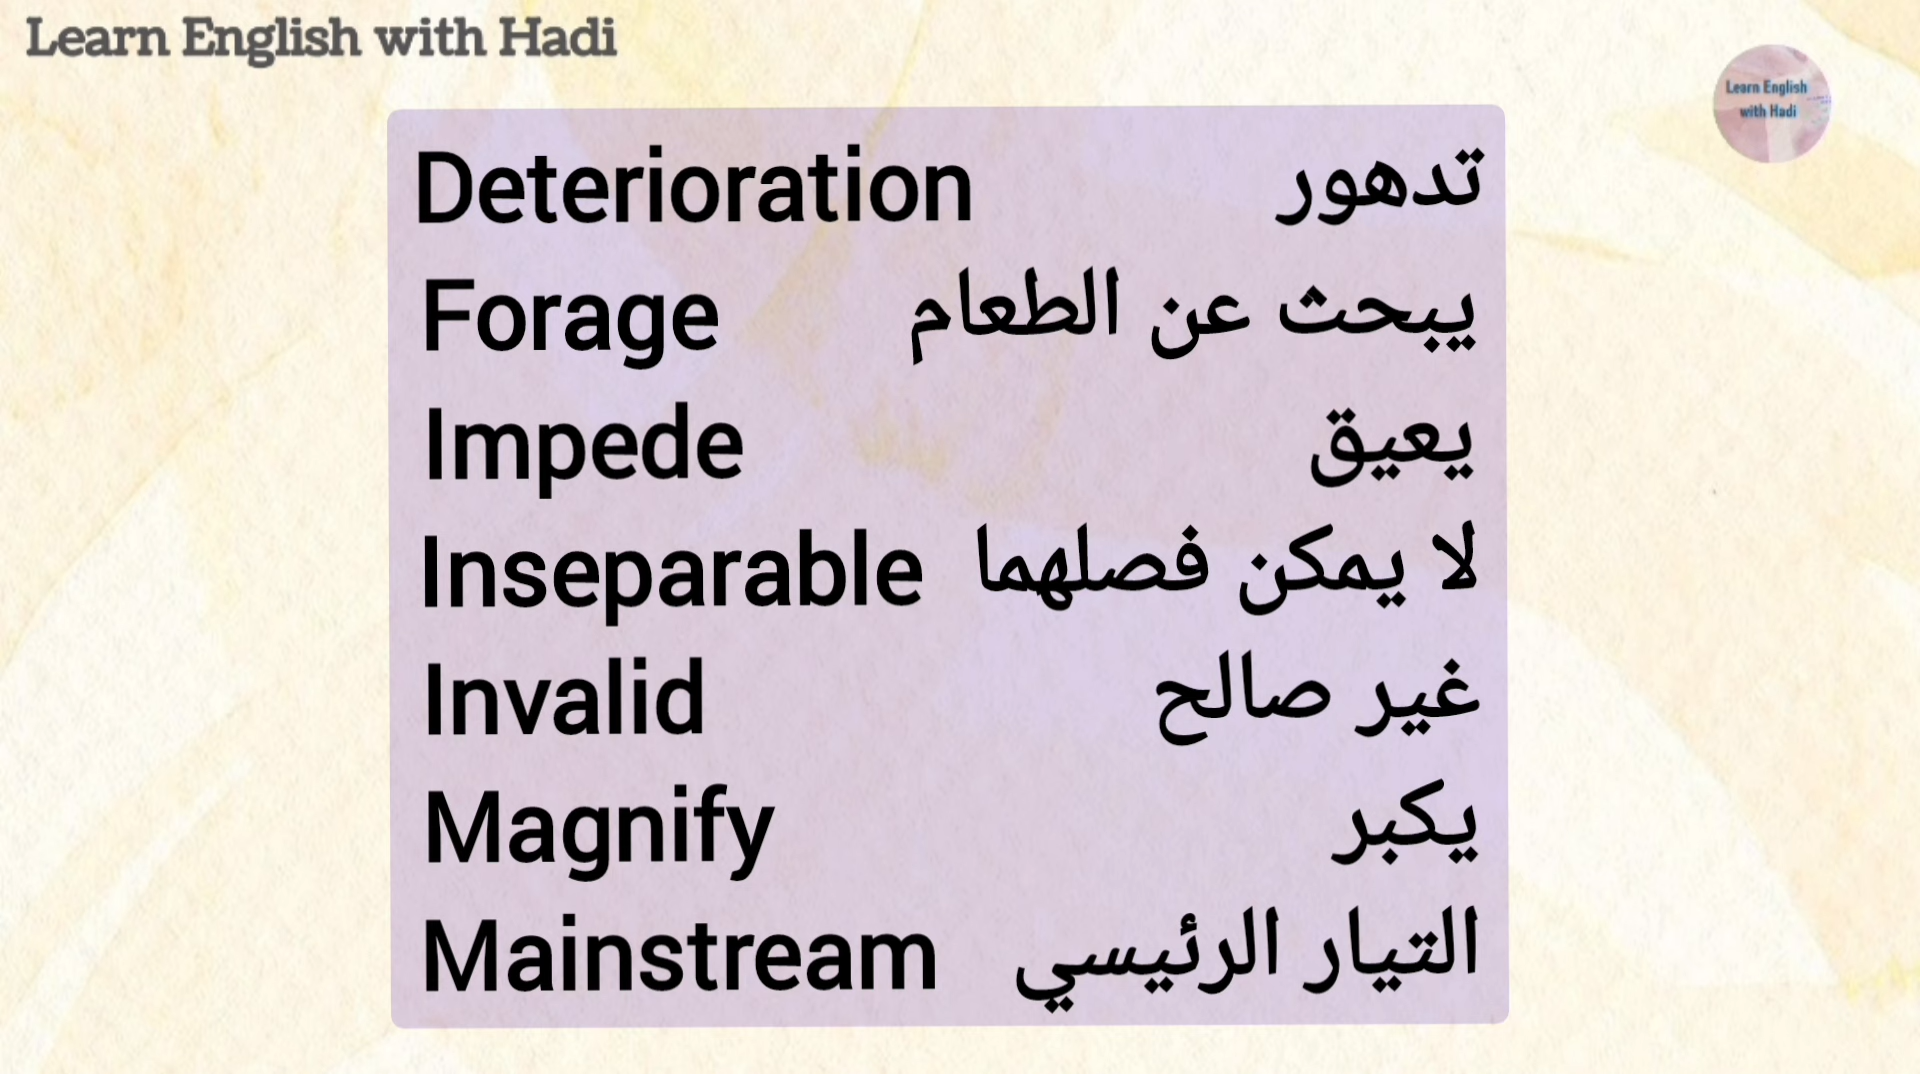 Learn English with Hadi
Learn English
with Hadi
Deterioration تدهور
Forage يبحث عن الطعام
Impede يعيق
Inseparable لا يمكن فصلهما
Invalid غير صالح
Magnify يكبر
Mainstream التيار الرئيسي